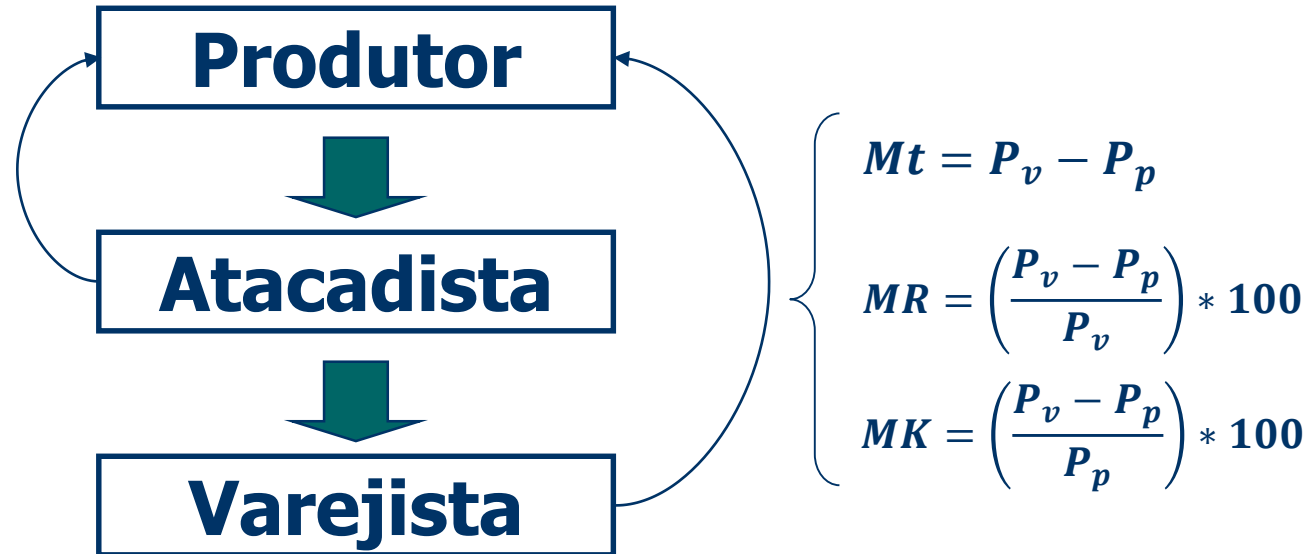 Produtor
Atacadista
Varejista
Mt = P_v − P_p
MR = ((P_v − P_p) / P_v) * 100
MK = ((P_v − P_p) / P_p) * 100